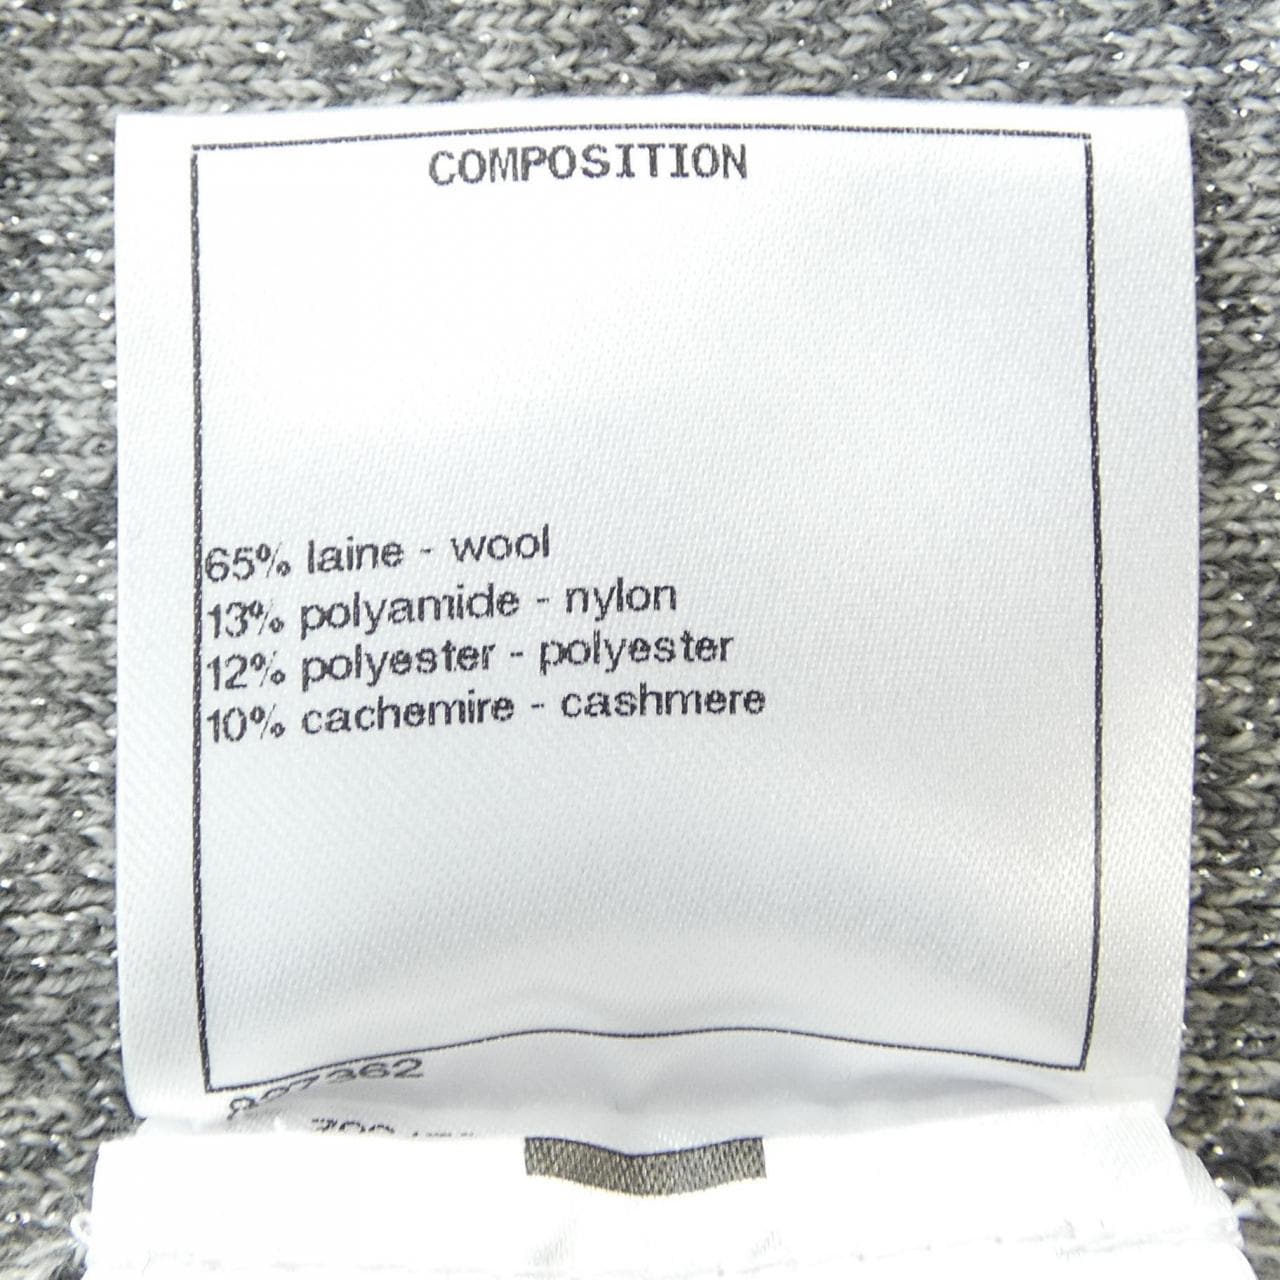 COMPOSITION
65% laine - wool
13% polyamide - nylon
12% polyester - polyester
10% cachemire - cashmere